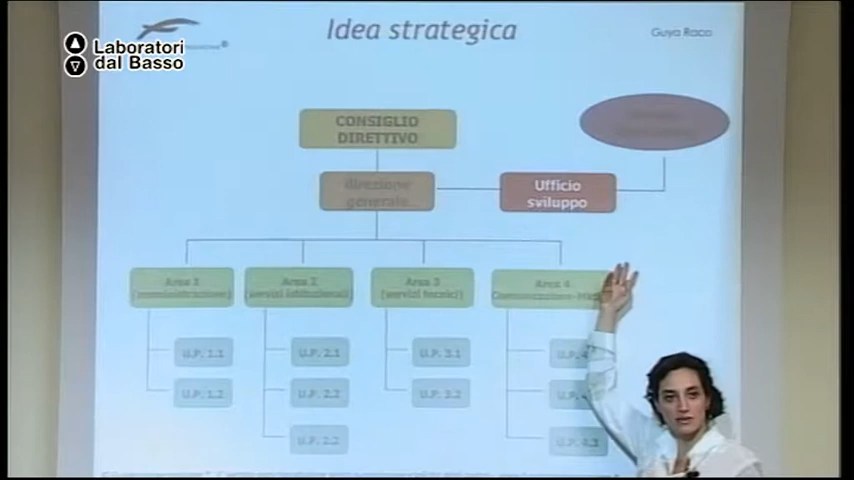 Laboratori
dal Basso
Idea strategica
Guya Raco
CONSIGLIO
DIRETTIVO
direzione
generale
Ufficio
sviluppo
Area 1
(amministrazione)
Area 2
(servizi istituzionali)
Area 3
(servizi tecnici)
Area 4
U.P. 1.1
U.P. 2.1
U.P. 3.1
U.P. 1.2
U.P. 2.2
U.P. 3.2
U.P. 2.2
U.P. 4.3